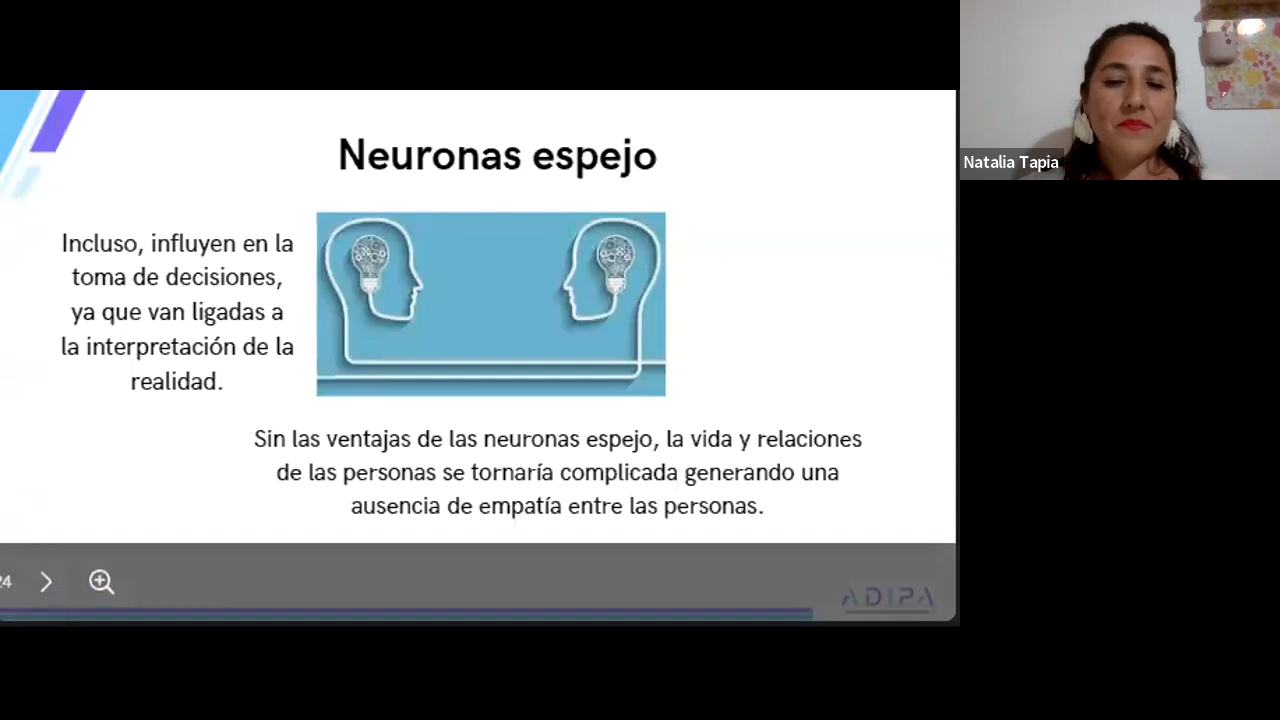 Neuronas espejo
Incluso, influyen en la
toma de decisiones,
ya que van ligadas a
la interpretación de la
realidad.
Sin las ventajas de las neuronas espejo, la vida y relaciones
de las personas se tornaría complicada generando una
ausencia de empatía entre las personas.
24
ADIPA
Natalia Tapia